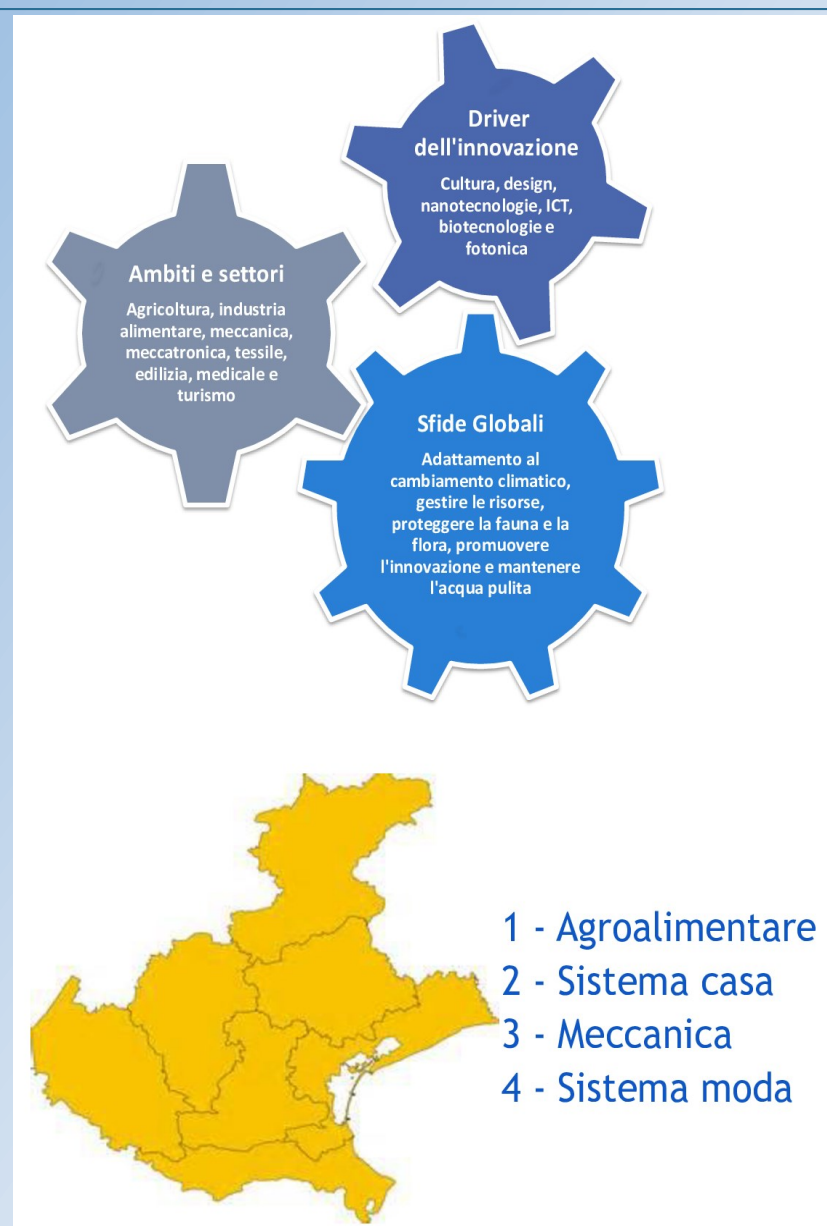 Driver
dell'innovazione
Cultura, design,
nanotecnologie, ICT,
biotecnologie e
fotonica
Ambiti e settori
Agricoltura, industria
alimentare, meccanica,
meccatronica, tessile,
edilizia, medicale e
turismo
Sfide Globali
Adattamento al
cambiamento climatico,
gestire le risorse,
proteggere la fauna e la
flora, promuovere
l'innovazione e mantenere
l'acqua pulita
1 - Agroalimentare
2 - Sistema casa
3 - Meccanica
4 - Sistema moda